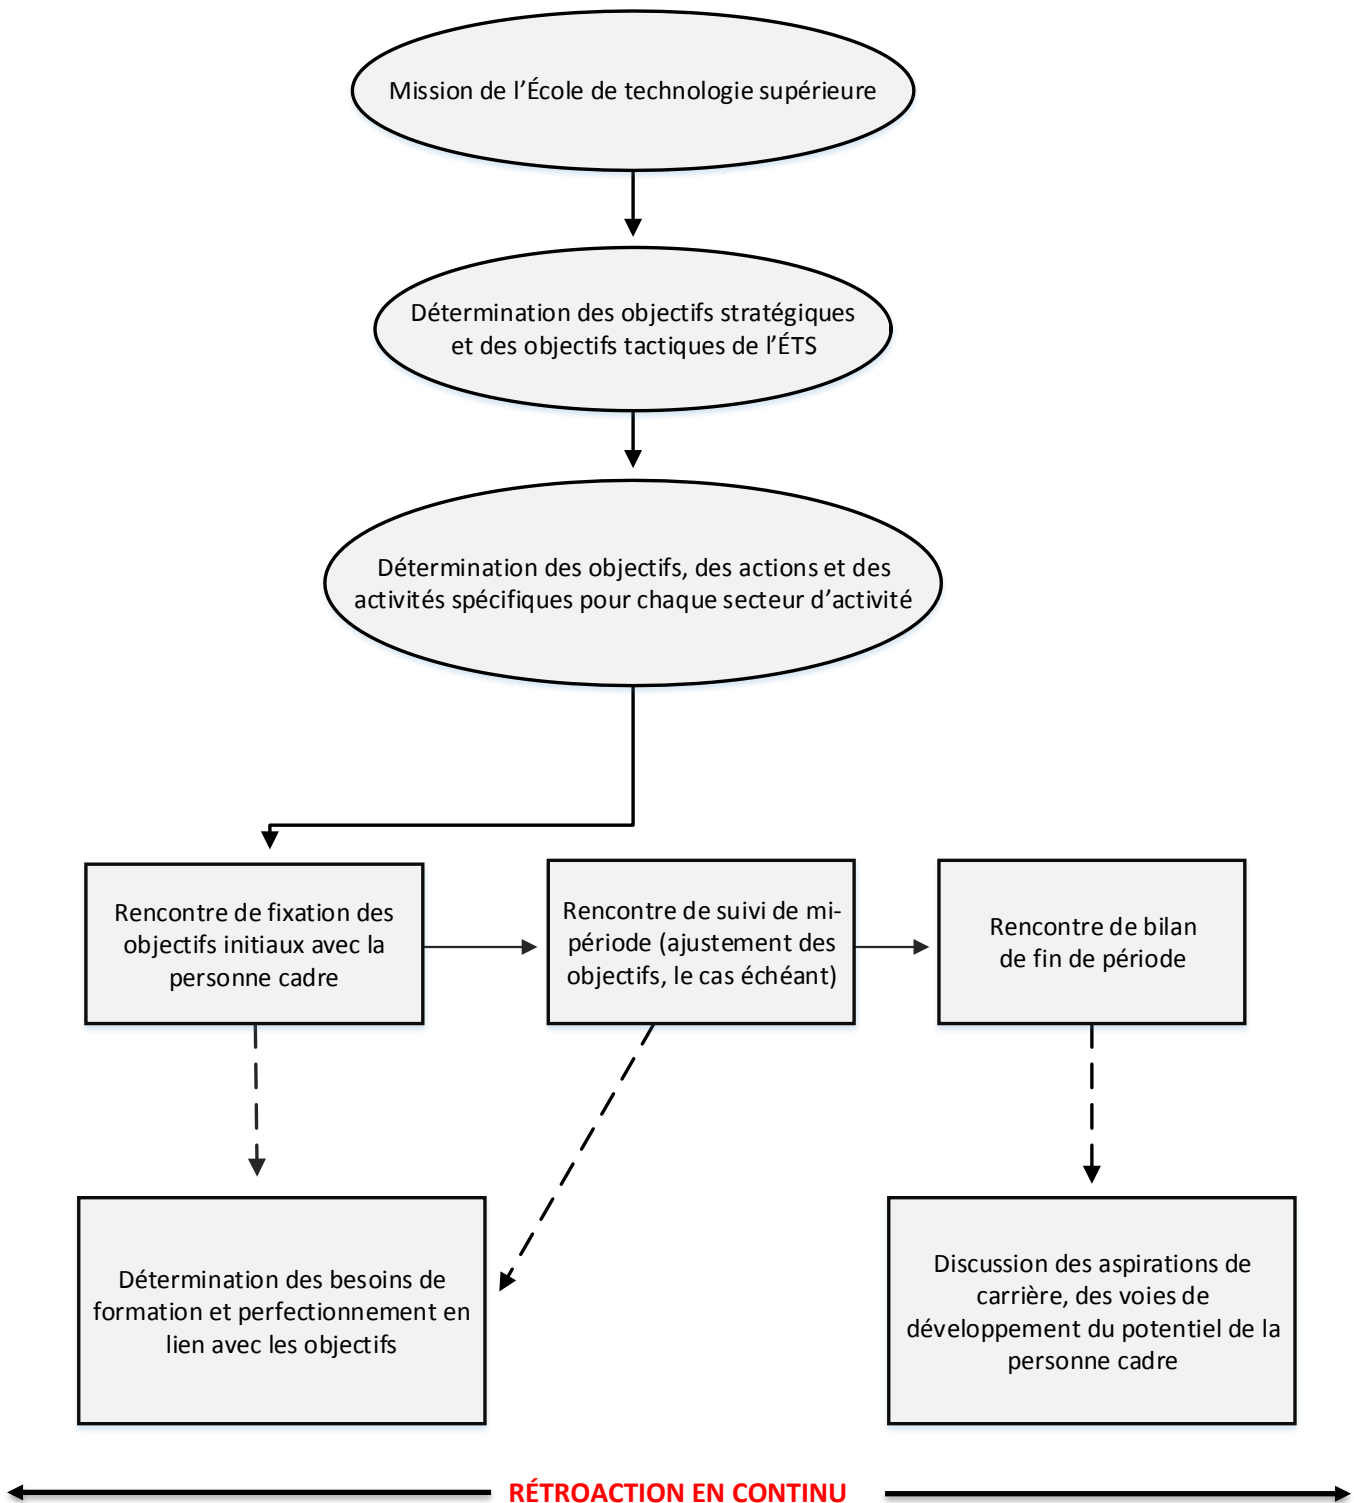 Mission de l’École de technologie supérieure
Détermination des objectifs stratégiques
et des objectifs tactiques de l’ÉTS
Détermination des objectifs, des actions et des
activités spécifiques pour chaque secteur d’activité
Rencontre de fixation des
objectifs initiaux avec la
personne cadre
Rencontre de suivi de mi-
période (ajustement des
objectifs, le cas échéant)
Rencontre de bilan
de fin de période
Détermination des besoins de
formation et perfectionnement en
lien avec les objectifs
Discussion des aspirations de
carrière, des voies de
développement du potentiel de la
personne cadre
RÉTROACTION EN CONTINU